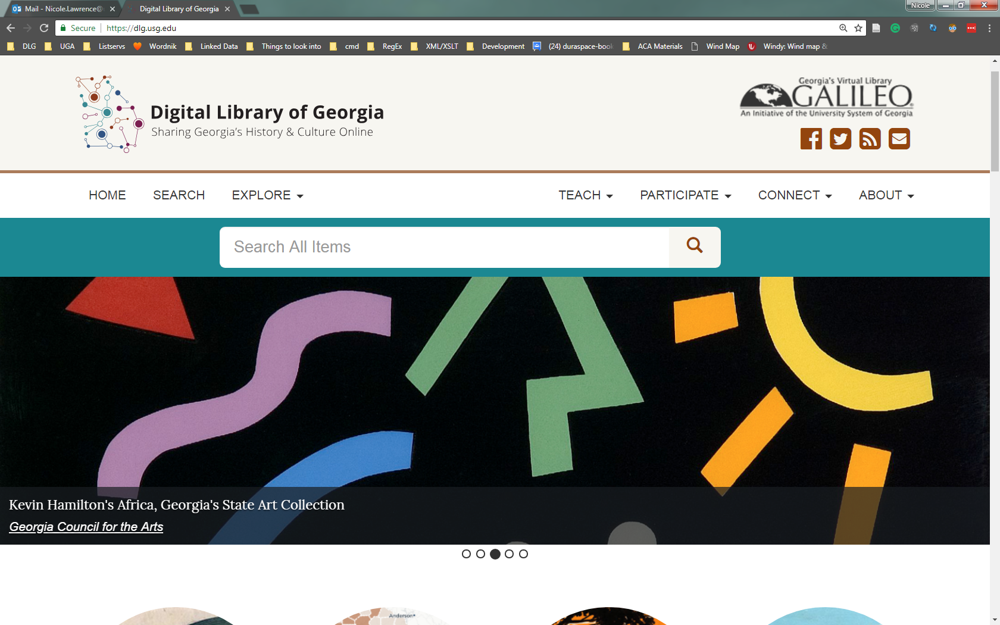 Mail - Nicole.Lawrence@
Digital Library of Georgia
Nicole
Secure
https://dlg.usg.edu
DLG
UGA
Listservs
Wordnik
Linked Data
Things to look into
cmd
RegEx
XML/XSLT
Development
(24) duraspace-book
ACA Materials
Wind Map
Windy: Wind map &
Digital Library of Georgia
Sharing Georgia's History & Culture Online
Georgia's Virtual Library
GALILEO®
An Initiative of the University System of Georgia
HOME
SEARCH
EXPLORE
TEACH
PARTICIPATE
CONNECT
ABOUT
Search All Items
Kevin Hamilton's Africa, Georgia's State Art Collection
Georgia Council for the Arts
Anderson